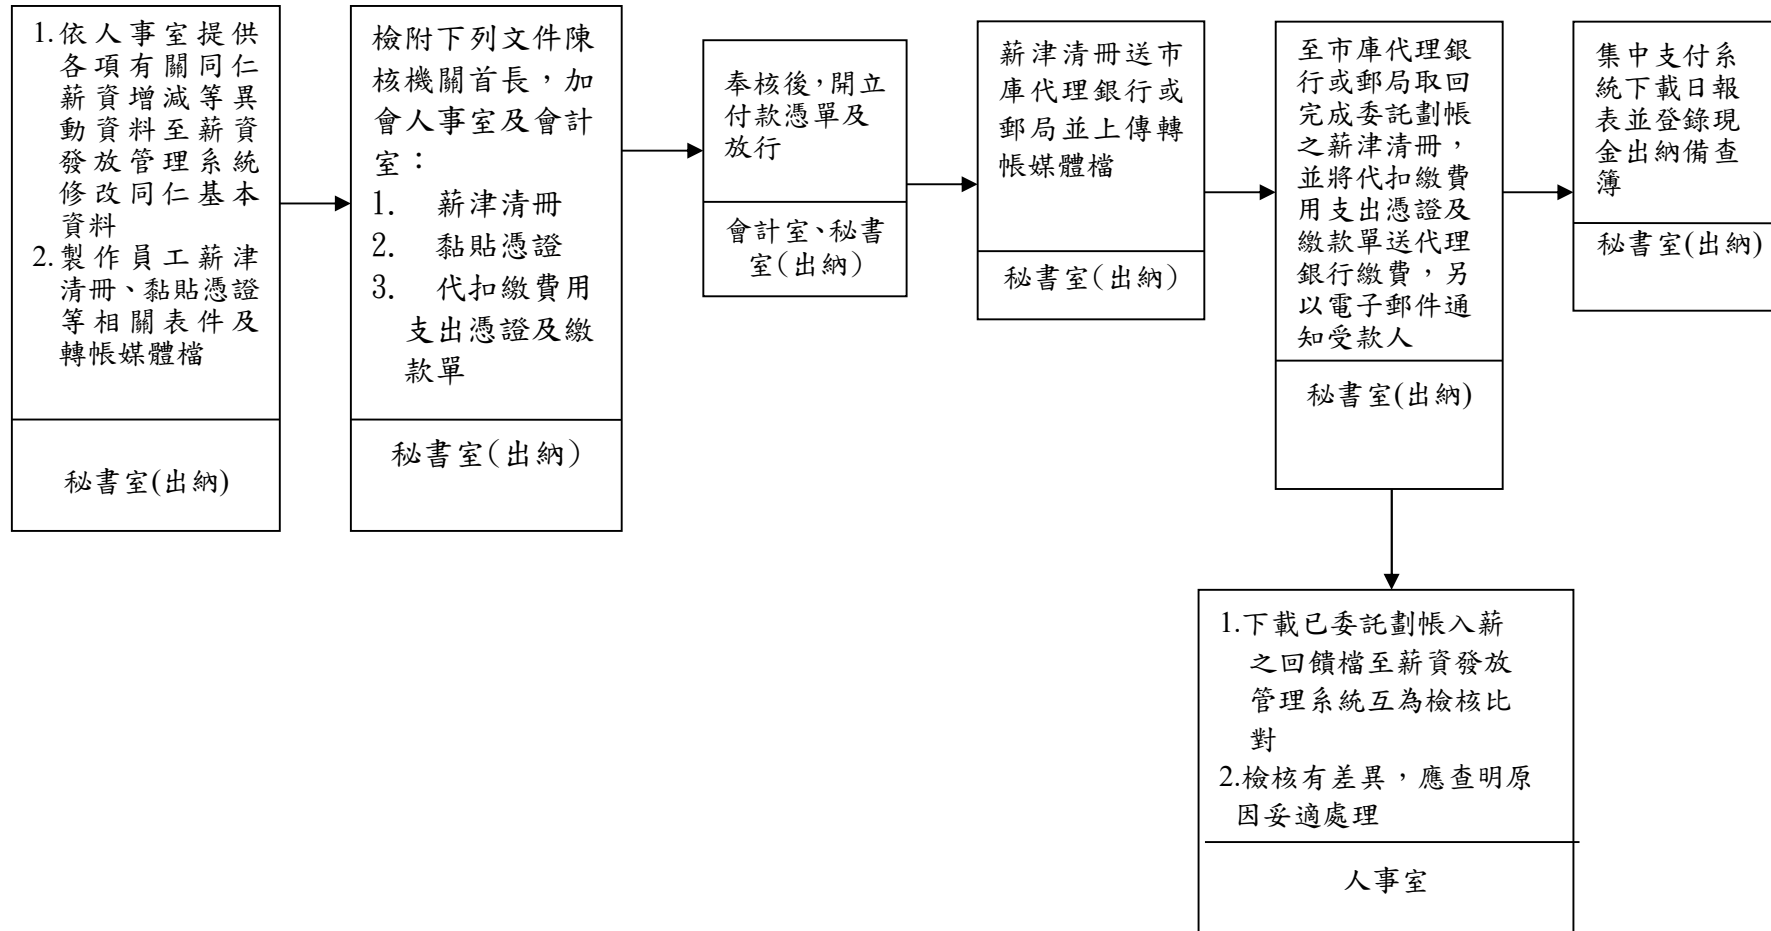 1.依人事室提供
各項有關同仁
薪資增減等異
動資料至薪資
發放管理系統
修改同仁基本
資料
2.製作員工薪津
清冊、黏貼憑證
等相關表件及
轉帳媒體檔
秘書室(出納)
檢附下列文件陳
核機關首長，加
會人事室及會計
室：
1. 薪津清冊
2. 黏貼憑證
3. 代扣繳費用
支出憑證及繳
款單
秘書室(出納)
奉核後，開立
付款憑單及
放行
會計室、秘書
室(出納)
薪津清冊送市
庫代理銀行或
郵局並上傳轉
帳媒體檔
秘書室(出納)
至市庫代理銀
行或郵局取回
完成委託劃帳
之薪津清冊，
並將代扣繳費
用支出憑證及
繳款單送代理
銀行繳費，另
以電子郵件通
知受款人
秘書室(出納)
集中支付系
統下載日報
表並登錄現
金出納備查
簿
秘書室(出納)
1.下載已委託劃帳入薪
之回饋檔至薪資發放
管理系統互為檢核比
對
2.檢核有差異，應查明原
因妥適處理
人事室